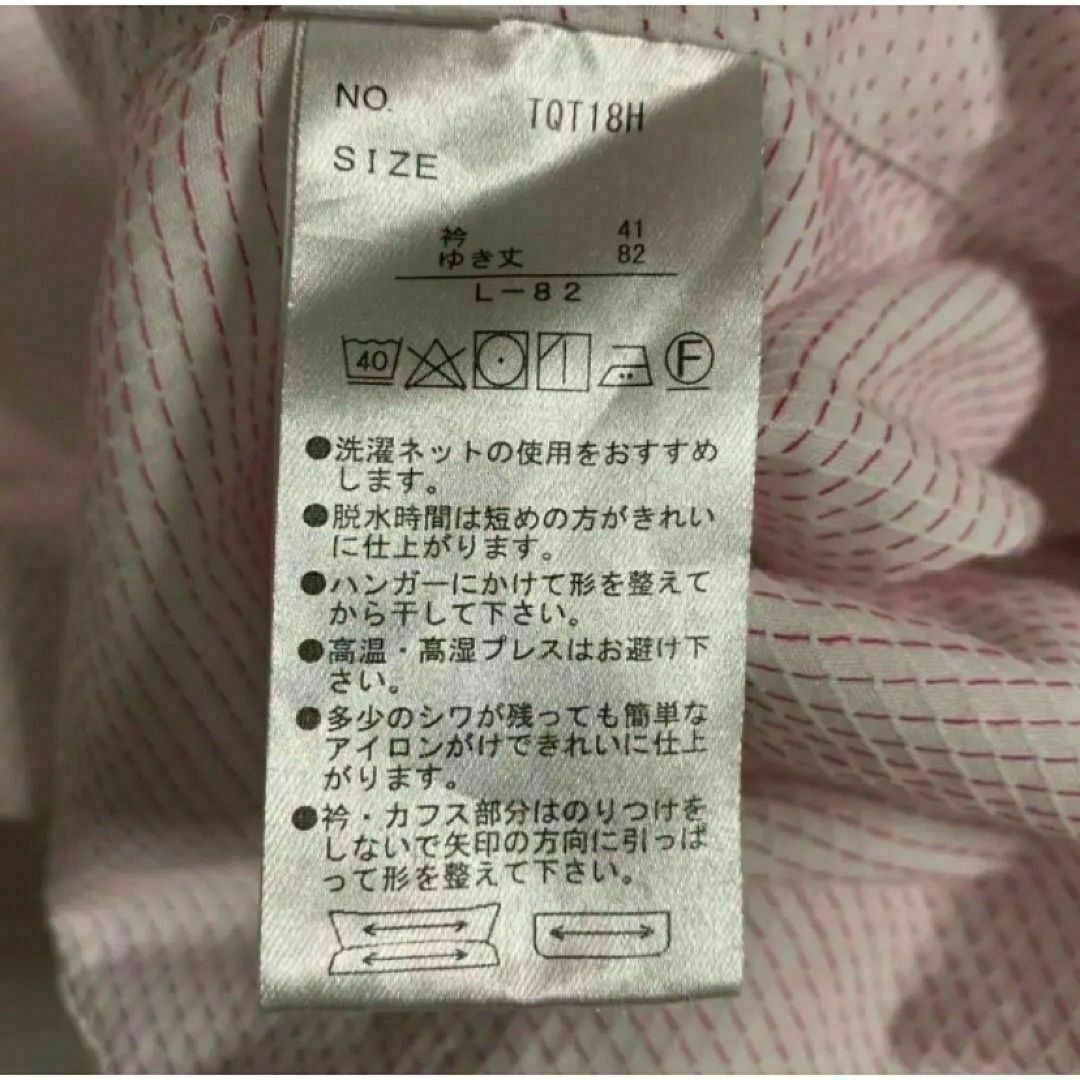 NO. TQT18H
SIZE
衿 41
ゆき丈 82
L-82
40 F
●洗濯ネットの使用をおすすめ
します。
●脱水時間は短めの方がきれい
に仕上がります。
●ハンガーにかけて形を整えて
から干して下さい。
●高温・高湿プレスはお避け下
さい。
●多少のシワが残っても簡単な
アイロンがけできれいに仕上
がります。
●衿・カフス部分はのりつけを
しないで矢印の方向に引っぱ
って形を整えて下さい。